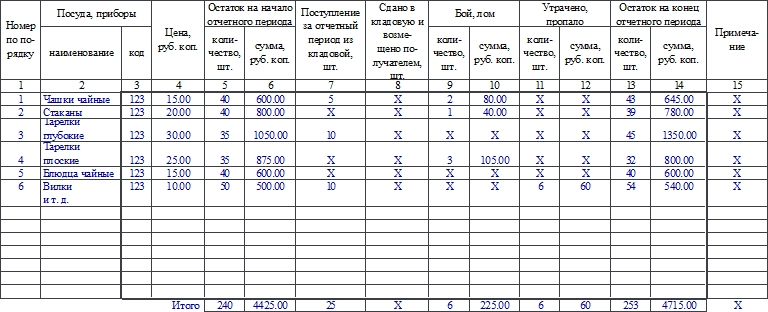 Номер по по-рядку | Посуда, приборы | Цена, руб. коп. | Остаток на начало отчетного периода | Поступление за отчетный период из кладовой, шт. | Сдано в кладовую и возме-щено по-лучателем, шт. | Бой, лом | Утрачено, пропало | Остаток на конец отчетного периода | Примеча-ние
наименование | код | коли-чество, шт. | сумма, руб. коп. | коли-чество, шт. | сумма, руб. коп. | коли-чество, шт. | сумма, руб. коп. | коли-чество, шт. | сумма, руб. коп.
1 | 2 | 3 | 4 | 5 | 6 | 7 | 8 | 9 | 10 | 11 | 12 | 13 | 14 | 15
1 | Чашки чайные | 123 | 15.00 | 40 | 600.00 | 5 | X | 2 | 80.00 | X | X | 43 | 645.00 | X
2 | Стаканы | 123 | 20.00 | 40 | 800.00 | X | X | 1 | 40.00 | X | X | 39 | 780.00 | X
3 | Тарелки глубокие | 123 | 30.00 | 35 | 1050.00 | 10 | X | X | X | X | X | 45 | 1350.00 | X
4 | Тарелки плоские | 123 | 25.00 | 35 | 875.00 | X | X | 3 | 105.00 | X | X | 32 | 800.00 | X
5 | Блюдца чайные | 123 | 15.00 | 40 | 600.00 | X | X | X | X | X | X | 40 | 600.00 | X
6 | Вилки | 123 | 10.00 | 50 | 500.00 | 10 | X | X | X | 6 | 60 | 54 | 540.00 | X
и т. д.
Итого | 240 | 4425.00 | 25 | X | 6 | 225.00 | 6 | 60 | 253 | 4715.00 | X